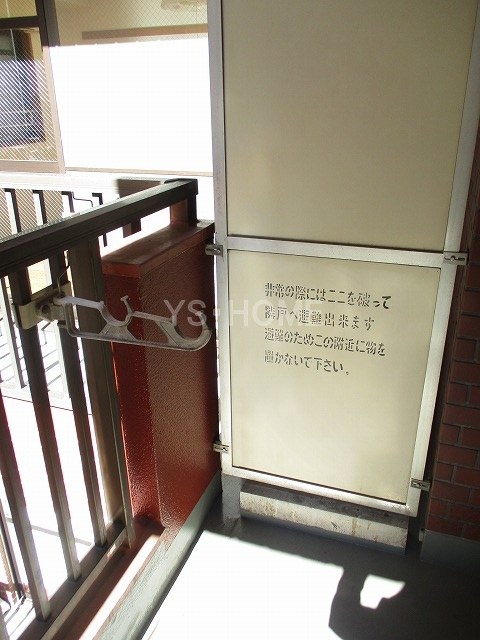 非常の際にはここを破って
隣戸へ避難出来ます
避難のためこの附近に物を
置かないで下さい。
YS・HOME